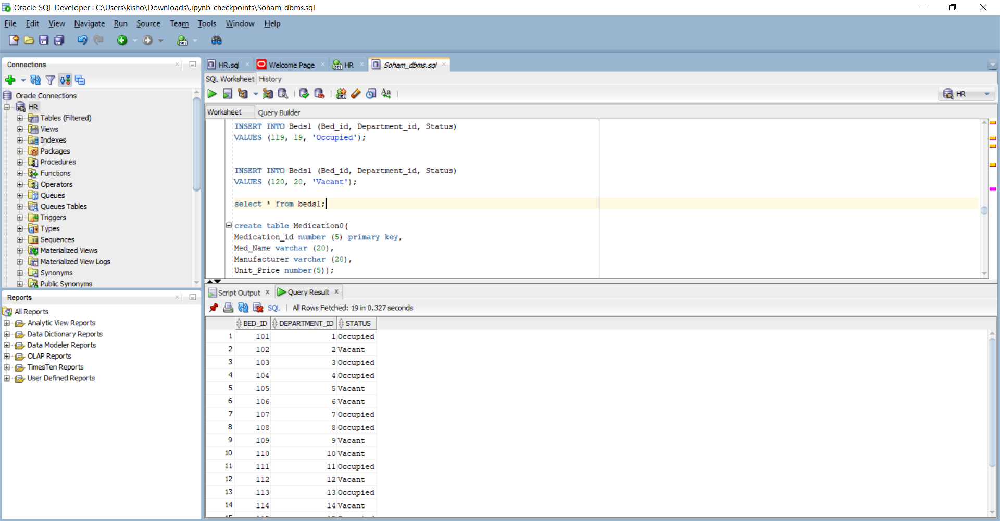 Oracle SQL Developer : C:\Users\kisho\Downloads\.ipynb_checkpoints\Soham_dbms.sql
File Edit View Navigate Run Source Team Tools Window Help
Connections
Oracle Connections
HR
Tables (Filtered)
Views
Indexes
Packages
Procedures
Functions
Operators
Queues
Queues Tables
Triggers
Types
Sequences
Materialized Views
Materialized View Logs
Synonyms
Public Synonyms
Reports
All Reports
Analytic View Reports
Data Dictionary Reports
Data Modeler Reports
OLAP Reports
TimesTen Reports
User Defined Reports
HR.sql Welcome Page HR Soham_dbms.sql
SQL Worksheet History
HR
Worksheet Query Builder
INSERT INTO Beds1 (Bed_id, Department_id, Status)
VALUES (119, 19, 'Occupied');
INSERT INTO Beds1 (Bed_id, Department_id, Status)
VALUES (120, 20, 'Vacant');
select * from beds1;
create table Medication0(
Medication_id number (5) primary key,
Med_Name varchar (20),
Manufacturer varchar (20),
Unit_Price number(5));
Script Output x Query Result x
SQL | All Rows Fetched: 19 in 0.327 seconds
BED_ID DEPARTMENT_ID STATUS
1 101 1 Occupied
2 102 2 Vacant
3 103 3 Occupied
4 104 4 Occupied
5 105 5 Vacant
6 106 6 Vacant
7 107 7 Occupied
8 108 8 Occupied
9 109 9 Vacant
10 110 10 Vacant
11 111 11 Occupied
12 112 12 Vacant
13 113 13 Occupied
14 114 14 Vacant